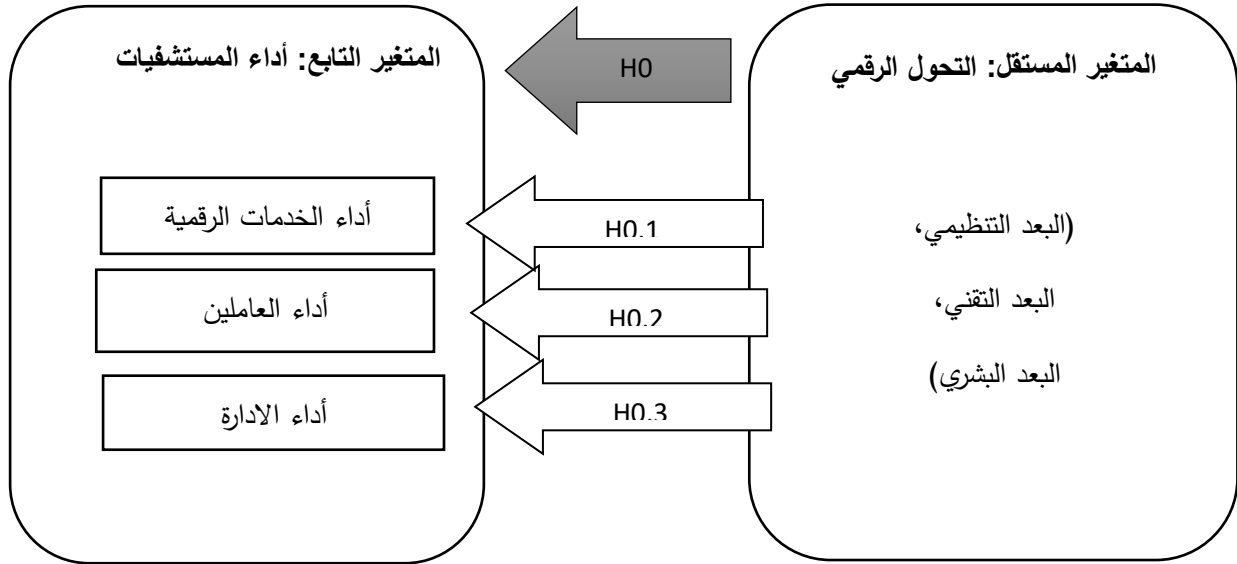 المتغير المستقل: التحول الرقمي
(البعد التنظيمي،
البعد التقني،
البعد البشري)
H0
H0.1
H0.2
H0.3
المتغير التابع: أداء المستشفيات
أداء الخدمات الرقمية
أداء العاملين
أداء الادارة